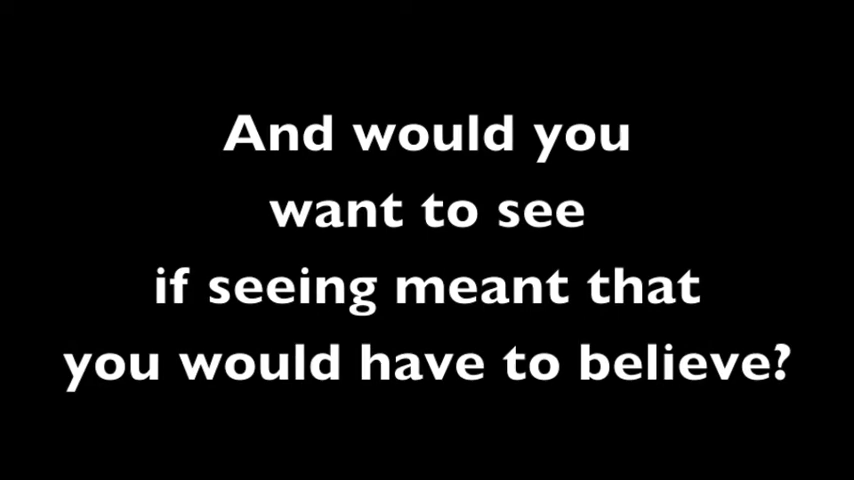 And would you
want to see
if seeing meant that
you would have to believe?